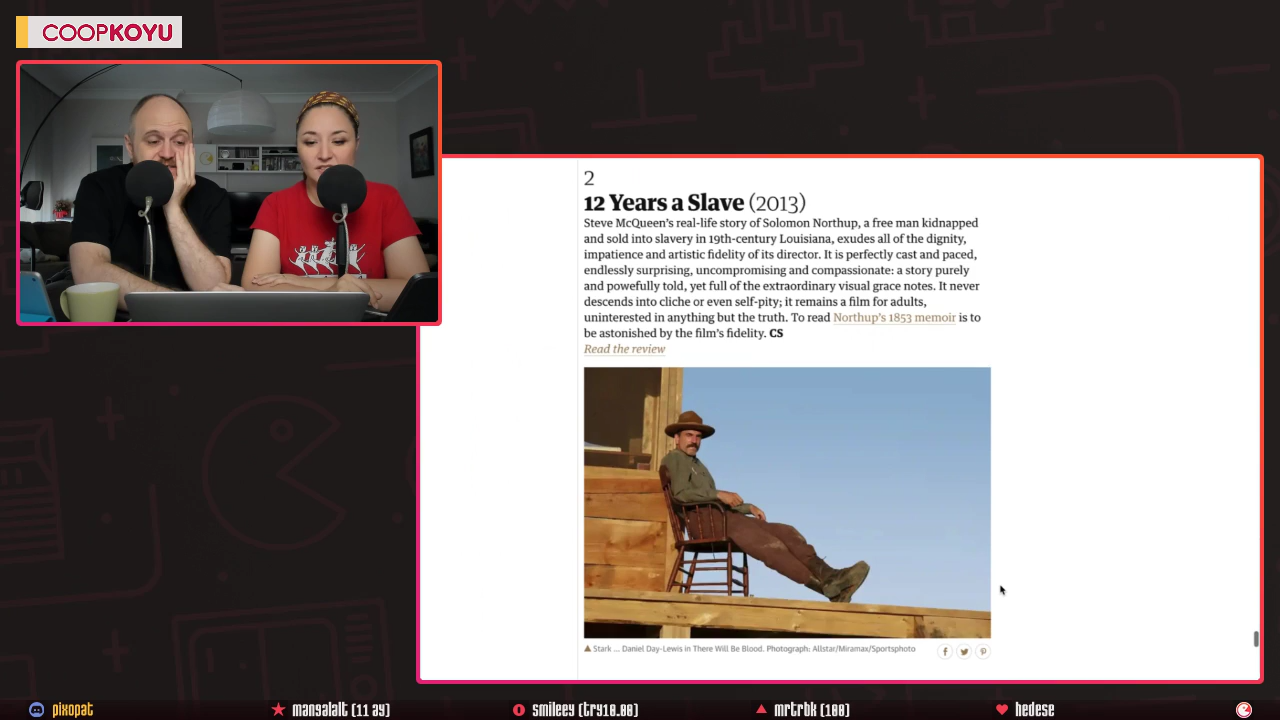 COOPKOYU
2
12 Years a Slave (2013)
Steve McQueen's real-life story of Solomon Northup, a free man kidnapped
and sold into slavery in 19th-century Louisiana, exudes all of the dignity,
impatience and artistic fidelity of its director. It is perfectly cast and paced,
endlessly surprising, uncompromising and compassionate: a story purely
and powefully told, yet full of the extraordinary visual grace notes. It never
descends into cliche or even self-pity; it remains a film for adults,
uninterested in anything but the truth. To read Northup's 1853 memoir is to
be astonished by the film's fidelity. CS
Read the review
Stark ... Daniel Day-Lewis in There Will Be Blood. Photograph: Allstar/Miramax/Sportsphoto
pixopat
mangalalt (11 ay)
smileey (try10.00)
mrtrbk (100)
hedese